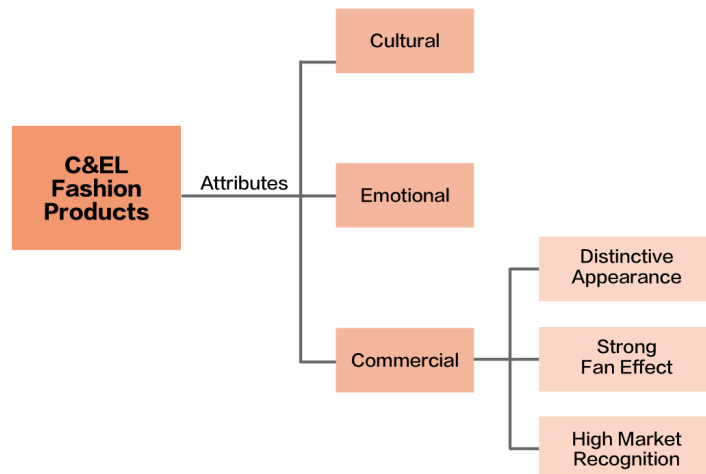 C&EL
Fashion
Products
Attributes
Cultural
Emotional
Commercial
Distinctive
Appearance
Strong
Fan Effect
High Market
Recognition